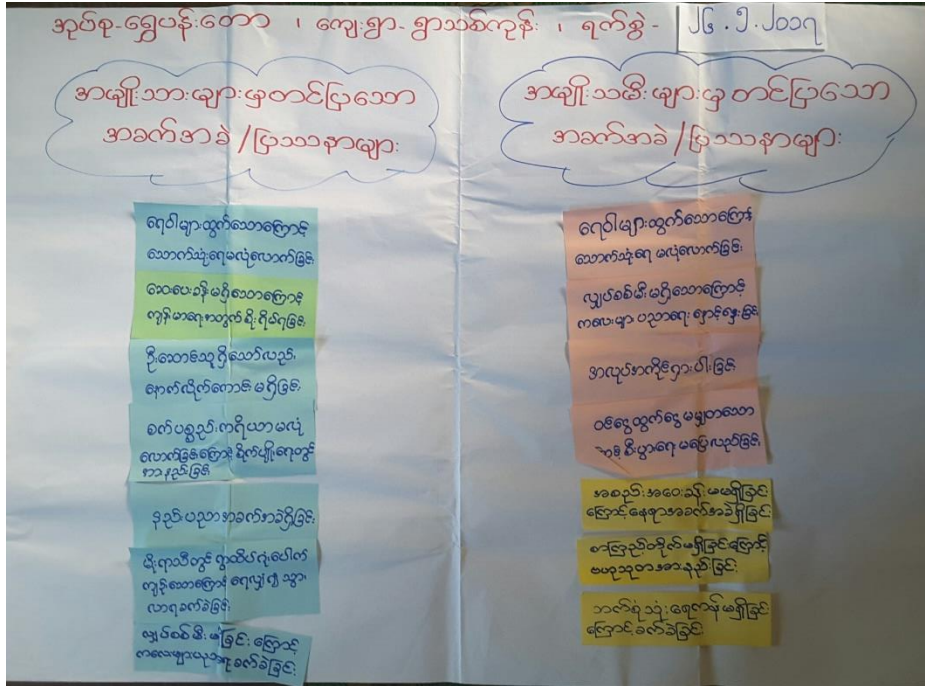 အုပ်စု-ရွှေပန်းတော ၊ ကျေးရွာ-ရွာသစ်ကုန်း ၊ ရက်စွဲ- ၂၆.၅.၂၀၁၇
အမျိုးသားများမှတင်ပြသော
အခက်အခဲ/ပြဿနာများ
ရေဝါများထွက်သောကြောင့်
သောက်သုံးရေမလုံလောက်ခြင်း
ဆေးပေးခန်းမရှိသောကြောင့်
ကျန်းမာရေးအတွက်စိုးရိမ်ရခြင်း
ဦးဆောင်သူရှိသော်လည်း
နောက်လိုက်ကောင်းမရှိခြင်း
စက်ပစ္စည်းကရိယာမလုံ
လောက်ခြင်းကြောင့်စိုက်ပျိုးရေးတွင်
အားနည်းခြင်း
နည်းပညာအခက်အခဲရှိခြင်း
မိုးရာသီတွင်ရွာထိပ်ရုံးပေါက်
ကျဉ်းသောကြောင့်ရေလျှံ၍သွား
လာရခက်ခဲခြင်း
လျှပ်စစ်မီးမရှိခြင်းကြောင့်
ကလေးများ ခက်ခဲခြင်း
အမျိုးသမီးများမှတင်ပြသော
အခက်အခဲ/ပြဿနာများ
ရေဝါများထွက်သောကြောင့်
သောက်သုံးရေမလုံလောက်ခြင်း
လျှပ်စစ်မီးမရှိသောကြောင့်
ကလေးများပညာရေးနှောင့်နှေးခြင်း
အလုပ်အကိုင်ရှားပါးခြင်း
ဝင်ငွေထွက်ငွေမမျှတသော
စီးပွားရေးမပြေလည်ခြင်း
အစည်းအဝေးခန်းမမရှိခြင်း
ကြောင့်နေရာအခက်အခဲရှိခြင်း
စာကြည့်တိုက်မရှိခြင်းကြောင့်
ဗဟုသုတအားနည်းခြင်း
ဘက်စုံသုံးရေကန်မရှိခြင်း
ကြောင့်ခက်ခဲခြင်း